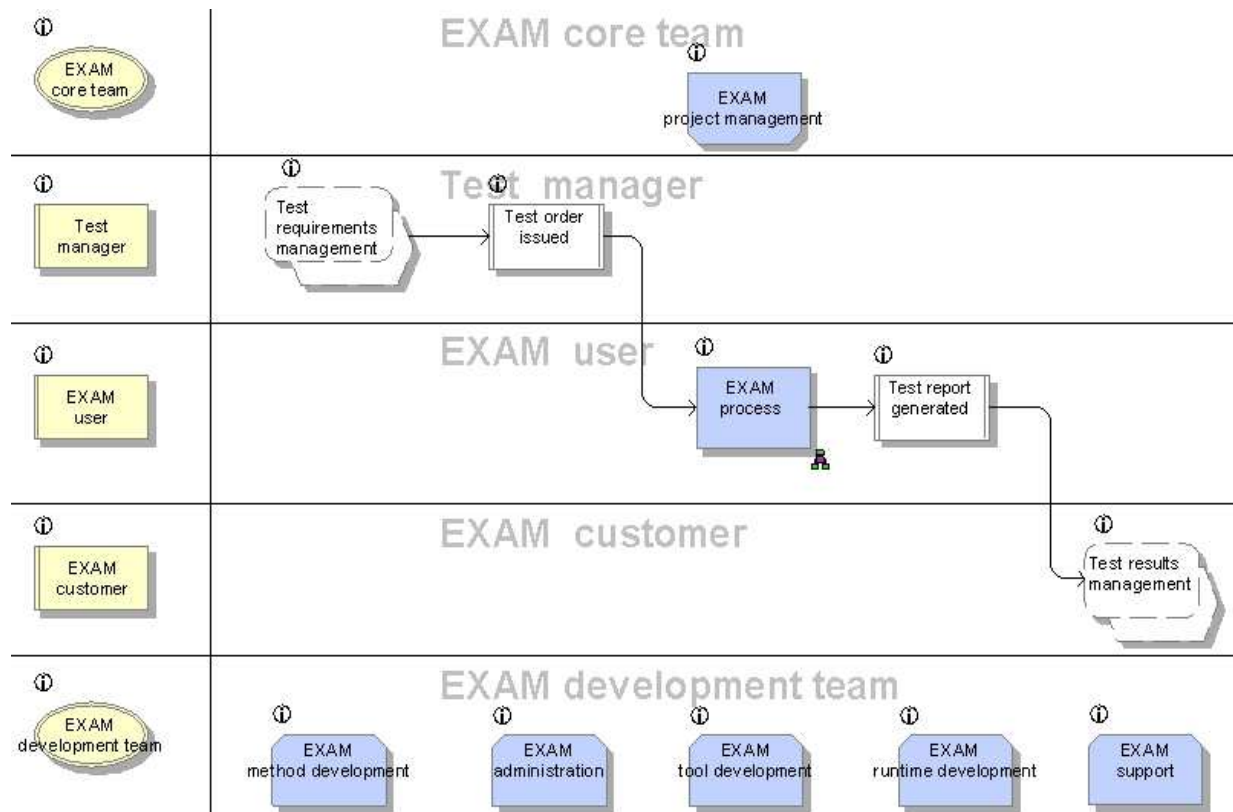 EXAM core team
EXAM
core team
EXAM
project management
Test manager
Test
manager
Test
requirements
management
Test order
issued
EXAM user
EXAM
user
EXAM
process
Test report
generated
EXAM customer
EXAM
customer
Test results
management
EXAM development team
EXAM
development team
EXAM
method development
EXAM
administration
EXAM
tool development
EXAM
runtime development
EXAM
support